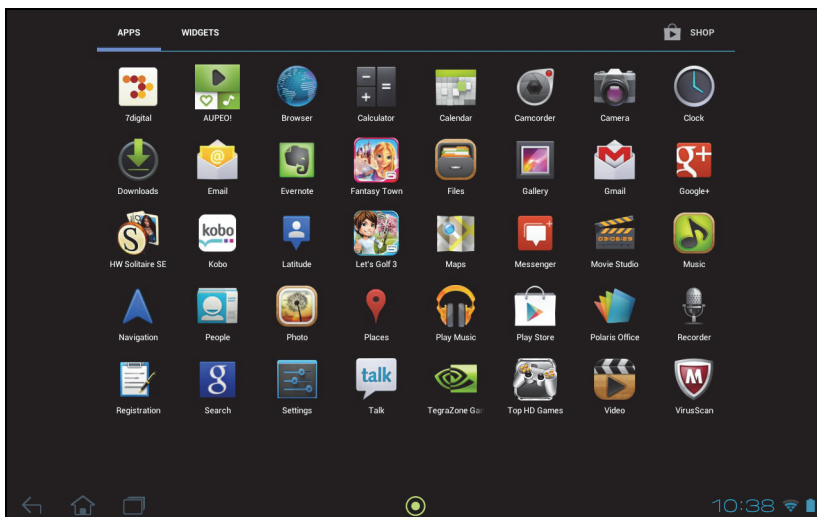 APPS WIDGETS SHOP
7digital AUPEO! Browser Calculator Calendar Camcorder Camera Clock
Downloads Email Evernote Fantasy Town Files Gallery Gmail Google+
HW Solitaire SE Kobo Latitude Let's Golf 3 Maps Messenger Movie Studio Music
Navigation People Photo Places Play Music Play Store Polaris Office Recorder
Registration Search Settings Talk TegraZone Gam Top HD Games Video VirusScan
10:38